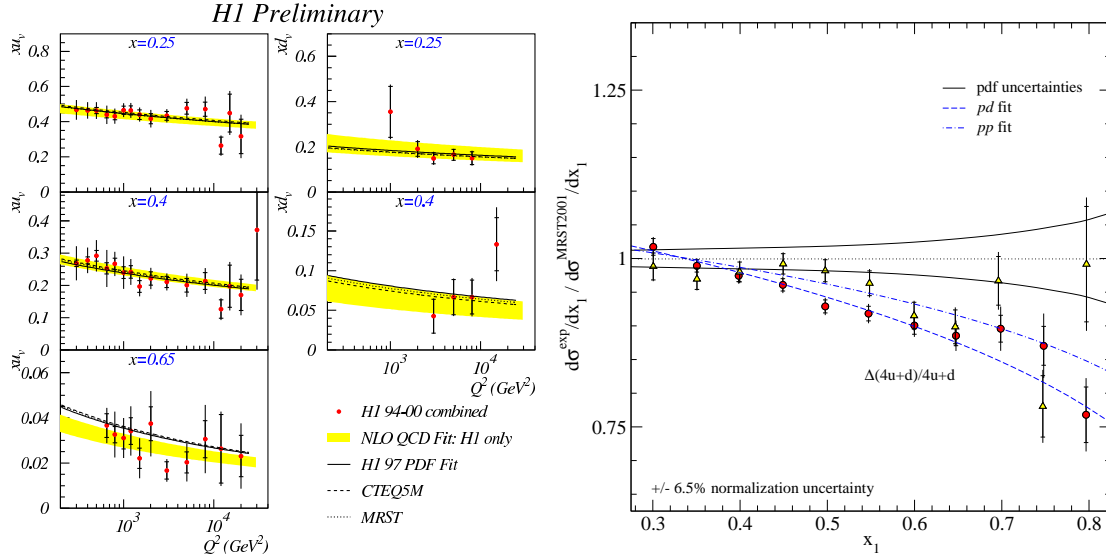 H1 Preliminary
xu_v
x=0.25
0.8
0.6
0.4
0.2
0
xd_v
x=0.25
0.6
0.4
0.2
0
xu_v
x=0.4
0.4
0.3
0.2
0.1
0
xd_v
x=0.4
0.15
0.1
0.05
10^3
10^4
Q^2 (GeV^2)
xu_v
x=0.65
0.06
0.04
0.02
0
10^3
10^4
Q^2 (GeV^2)
H1 94-00 combined
NLO QCD Fit: H1 only
H1 97 PDF Fit
CTEQ5M
MRST
dσ^exp/dx_1 / dσ^MRST2001/dx_1
1.25
1
0.75
pdf uncertainties
pd fit
pp fit
Δ(4u+d)/4u+d
+/- 6.5% normalization uncertainty
0.3 0.4 0.5 0.6 0.7 0.8
x_1